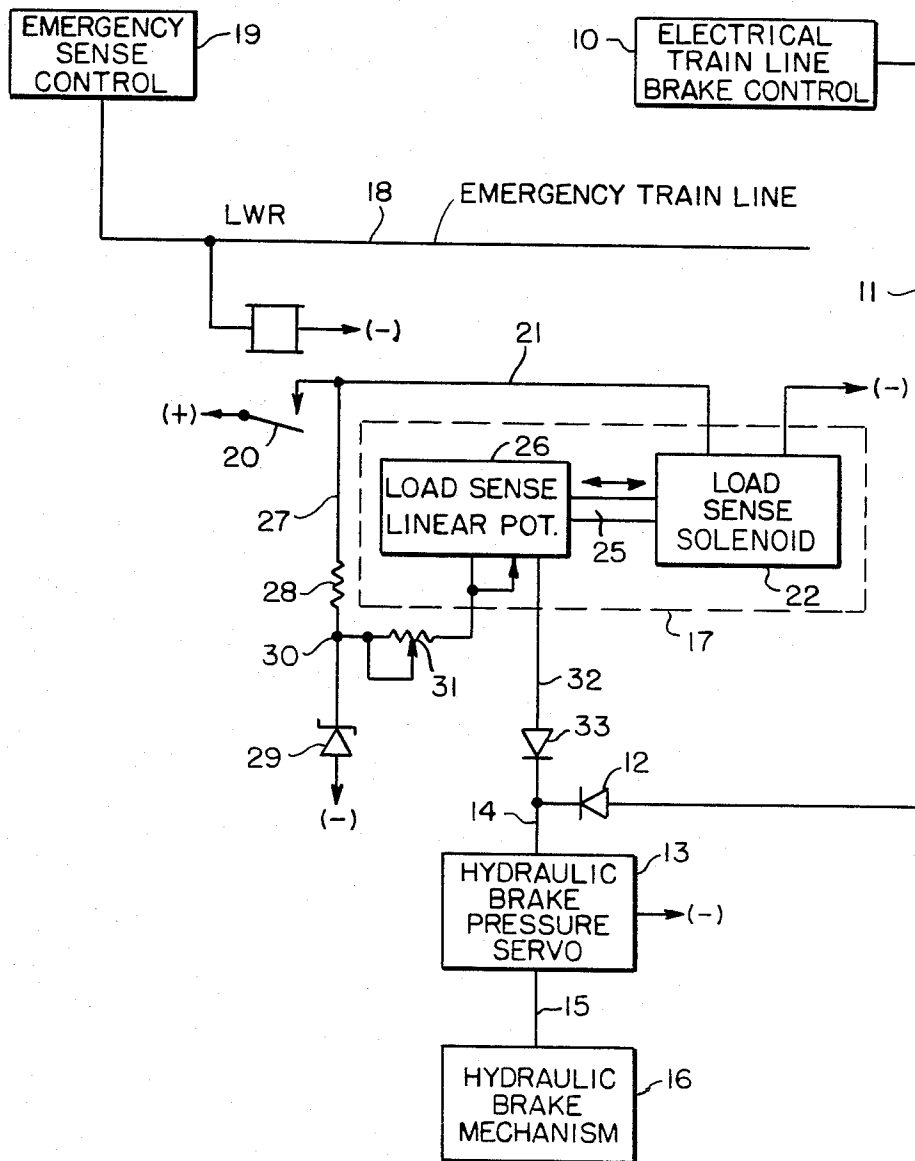 EMERGENCY
SENSE
CONTROL
19
10
ELECTRICAL
TRAIN LINE
BRAKE CONTROL
LWR
18
EMERGENCY TRAIN LINE
11
(-)
21
(-)
(+)
20
26
LOAD SENSE
LINEAR POT.
25
LOAD
SENSE
SOLENOID
22
27
28
17
30
31
32
29
33
12
(-)
14
13
HYDRAULIC
BRAKE
PRESSURE
SERVO
(-)
15
HYDRAULIC
BRAKE
MECHANISM
16